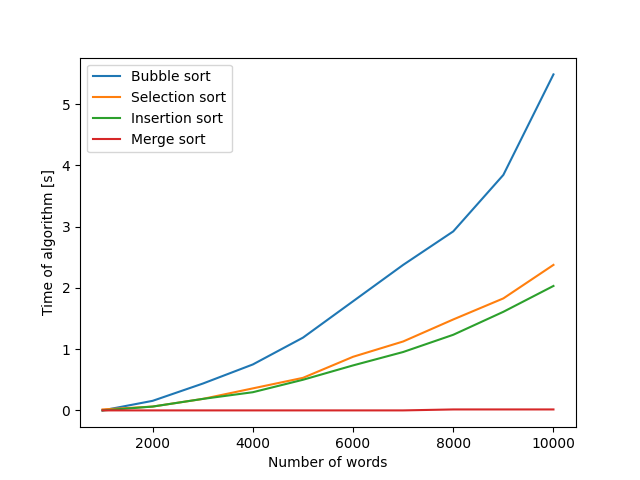 Bubble sort
Selection sort
Insertion sort
Merge sort
5
4
3
2
1
0
Time of algorithm [s]
2000 4000 6000 8000 10000
Number of words